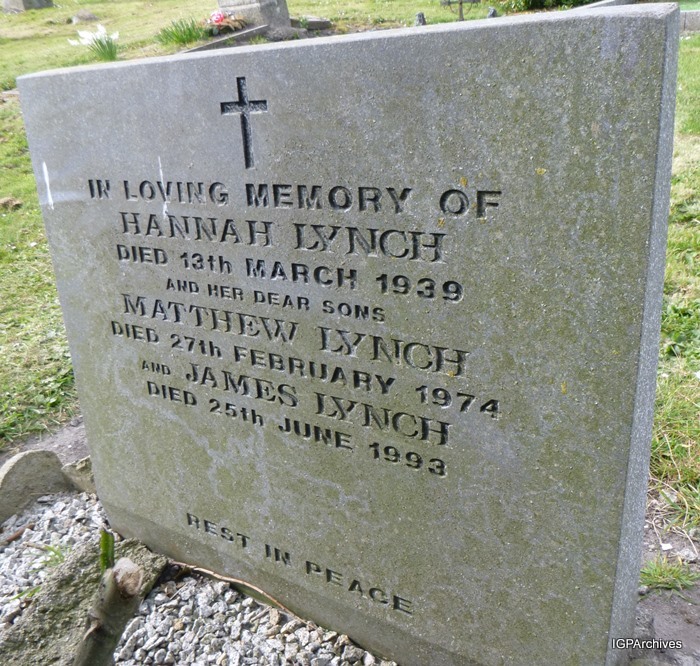 IN LOVING MEMORY OF
HANNAH LYNCH
DIED 13th MARCH 1939
AND HER DEAR SONS
MATTHEW LYNCH
DIED 27th FEBRUARY 1974
AND JAMES LYNCH
DIED 25th JUNE 1993
REST IN PEACE
IGPArchives